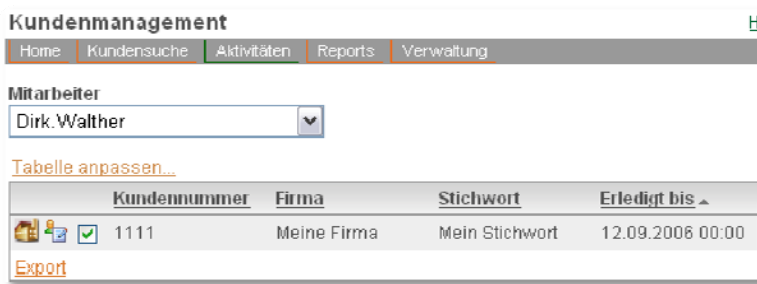 Kundenmanagement
Home Kundensuche Aktivitäten Reports Verwaltung
Mitarbeiter
Dirk.Walther
Tabelle anpassen...
Kundennummer Firma Stichwort Erledigt bis
1111 Meine Firma Mein Stichwort 12.09.2006 00:00
Export